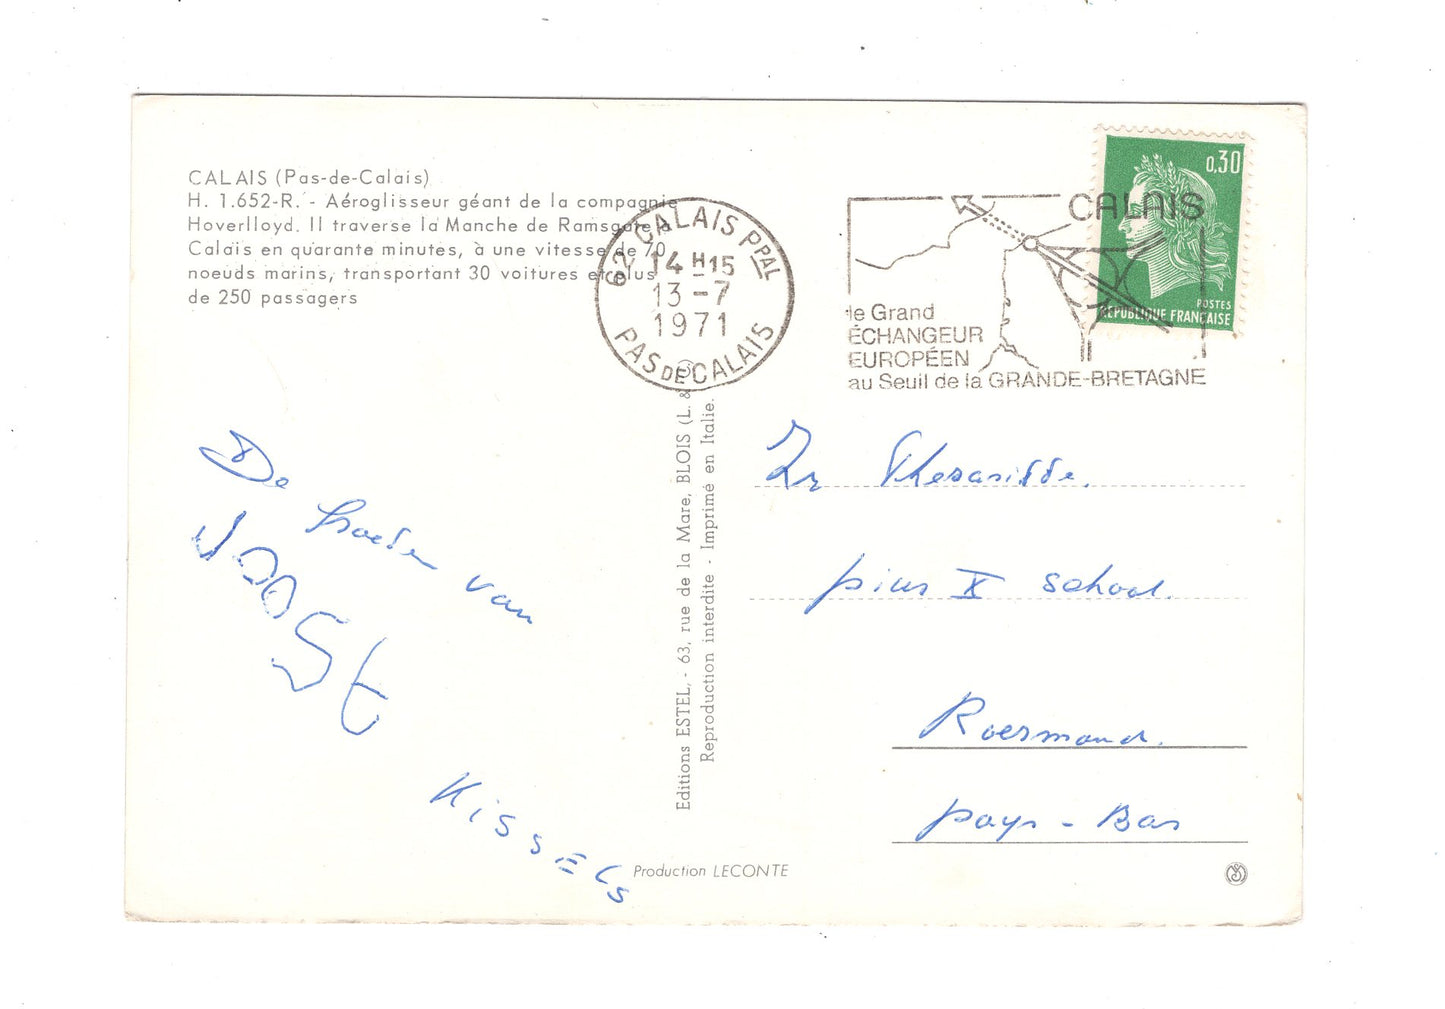 CALAIS (Pas-de-Calais)
H. 1.652-R. - Aéroglisseur géant de la compagnie
Hoverlloyd. Il traverse la Manche de Ramsgate à
Calais en quarante minutes, à une vitesse de 70
noeuds marins, transportant 30 voitures et plus
de 250 passagers
62 CALAIS PPAL
14 H 15
13 - 7
1971
PAS DE CALAIS
CALAIS
le Grand
ÉCHANGEUR
EUROPÉEN
au Seuil de la GRANDE-BRETAGNE
0,30
POSTES
RÉPUBLIQUE FRANÇAISE
De groeten van
JOOSt
KiSSELS
Editions ESTEL, - 63, rue de la Mare, BLOIS (L. &
Reproduction interdite - Imprimé en Italie.
Zr
pius X school.
Roermond.
pays-Bas
Production LECONTE